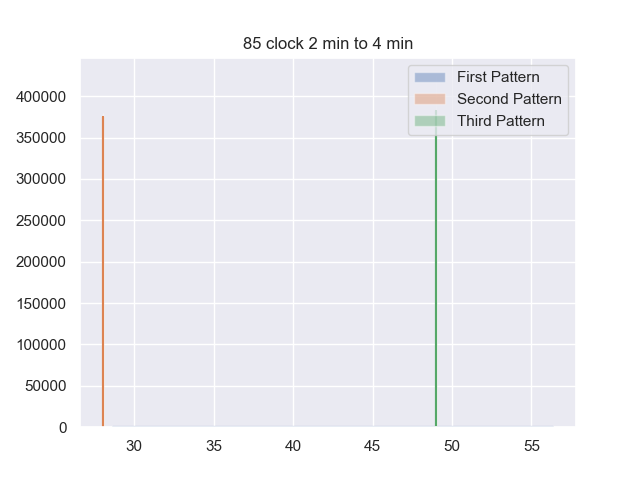 85 clock 2 min to 4 min
First Pattern
Second Pattern
Third Pattern
400000
350000
300000
250000
200000
150000
100000
50000
0
30 35 40 45 50 55